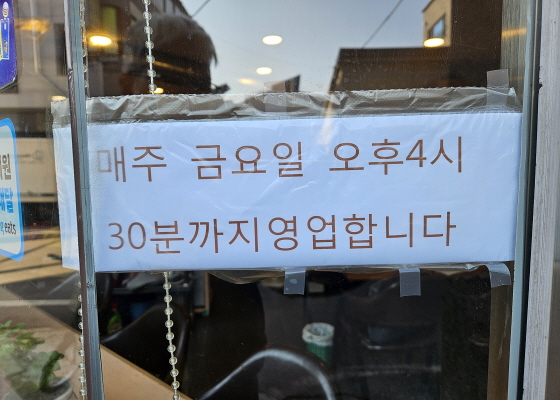 매주 금요일 오후4시
30분까지영업합니다
eats